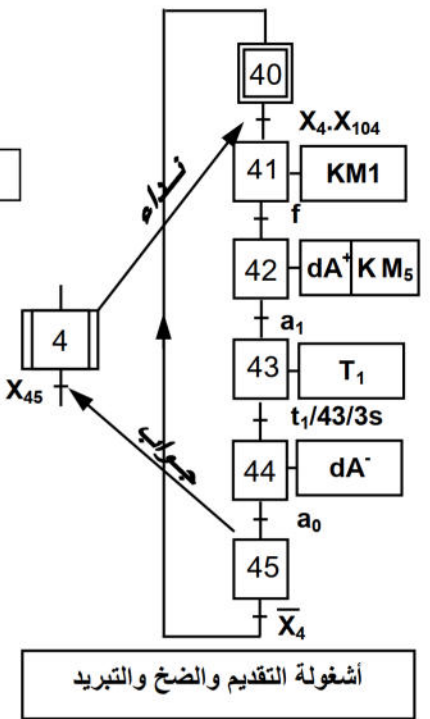 40
X₄.X₁₀₄
41
KM1
نداء
f
42
dA⁺
K M₅
a₁
4
43
T₁
X₄₅
t₁/43/3s
جواب
44
dA⁻
a₀
45
X̅₄
أشغولة التقديم والضخ والتبريد